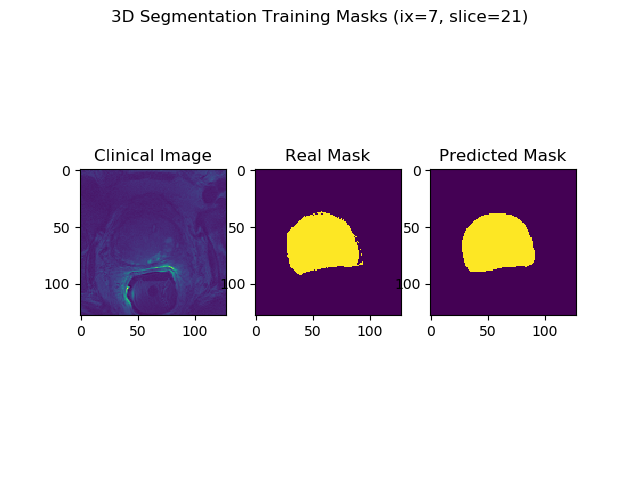 3D Segmentation Training Masks (ix=7, slice=21)
Clinical Image Real Mask Predicted Mask
0 0 0
50 50 50
100 100 100
0 50 100 0 50 100 0 50 100